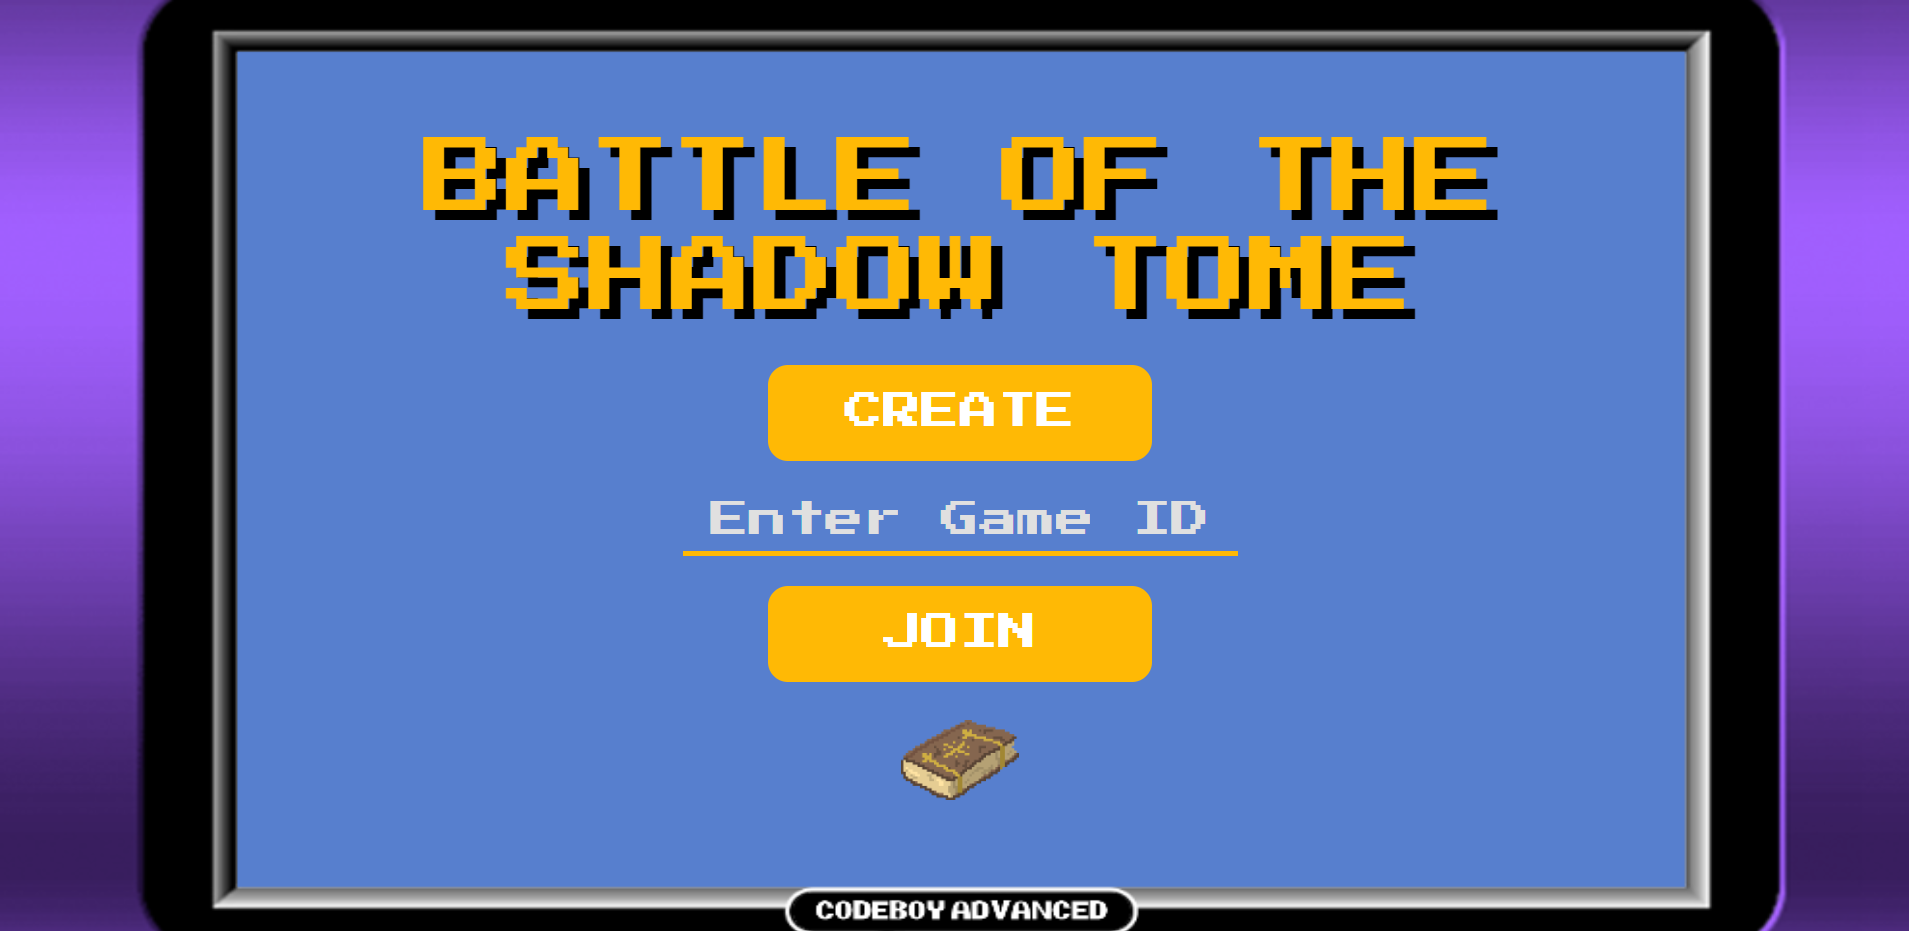 BATTLE OF THE
SHADOW TOME
CREATE
Enter Game ID
JOIN
CODEBOY ADVANCED